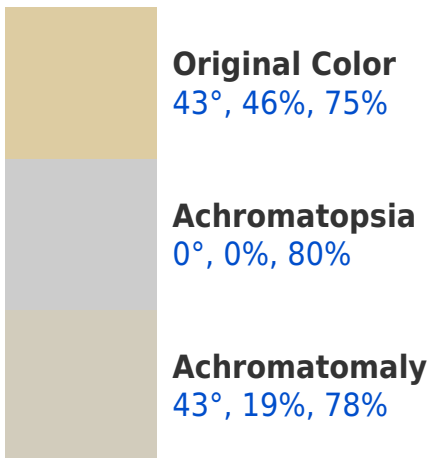 Original Color
43°, 46%, 75%
Achromatopsia
0°, 0%, 80%
Achromatomaly
43°, 19%, 78%